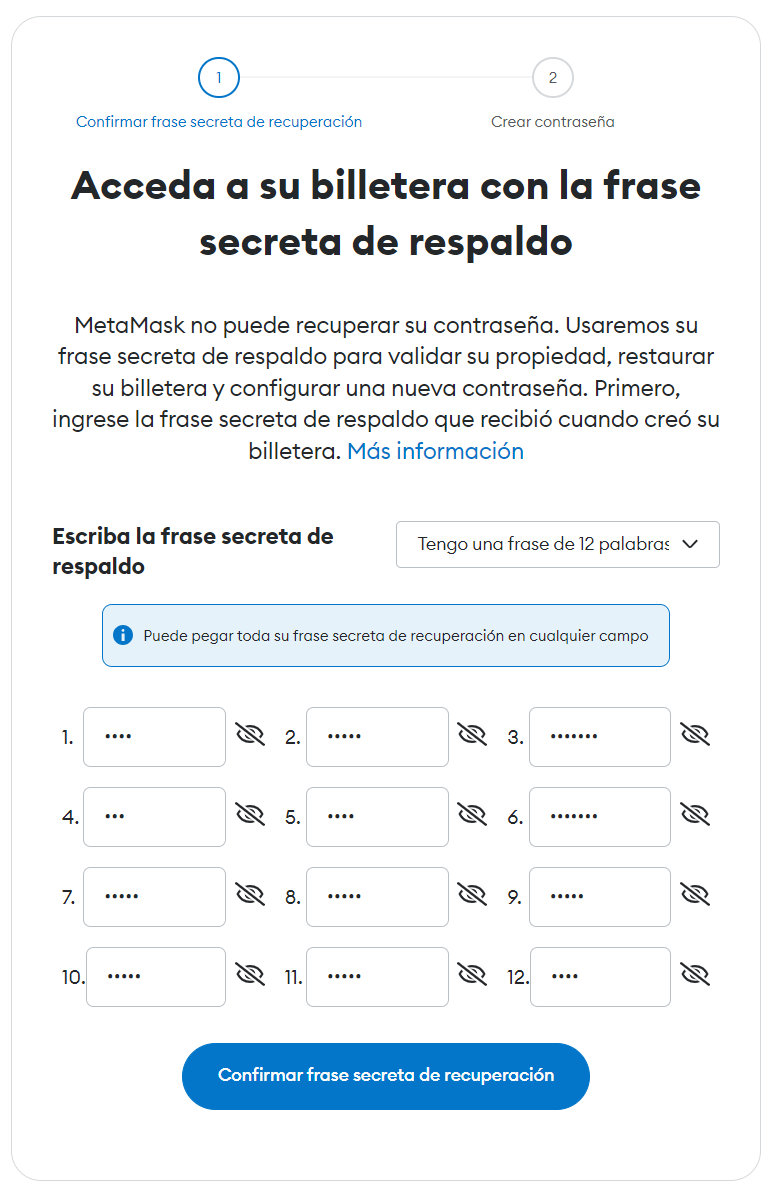 1
2
Confirmar frase secreta de recuperación
Crear contraseña
Acceda a su billetera con la frase
secreta de respaldo
MetaMask no puede recuperar su contraseña. Usaremos su
frase secreta de respaldo para validar su propiedad, restaurar
su billetera y configurar una nueva contraseña. Primero,
ingrese la frase secreta de respaldo que recibió cuando creó su
billetera. Más información
Escriba la frase secreta de
respaldo
Tengo una frase de 12 palabras
Puede pegar toda su frase secreta de recuperación en cualquier campo
1. •••• 2. ••••• 3. •••••••
4. ••• 5. •••• 6. •••••••
7. ••••• 8. ••••• 9. •••••
10. ••••• 11. ••••• 12. ••••
Confirmar frase secreta de recuperación